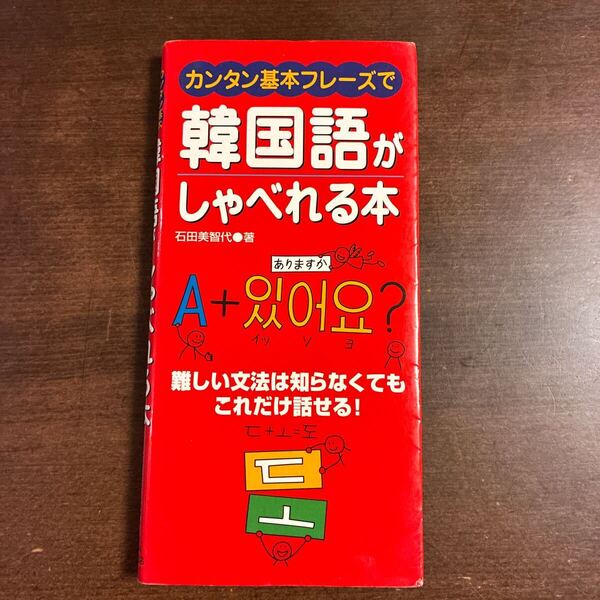 カンタン基本フレーズで
韓国語が
しゃべれる本
石田美智代●著
ありますか
A+있어요?
イッ ソ ヨ
難しい文法は知らなくても
これだけ話せる!
ㄷ+ㅗ=도
ㄷ
ㅗ